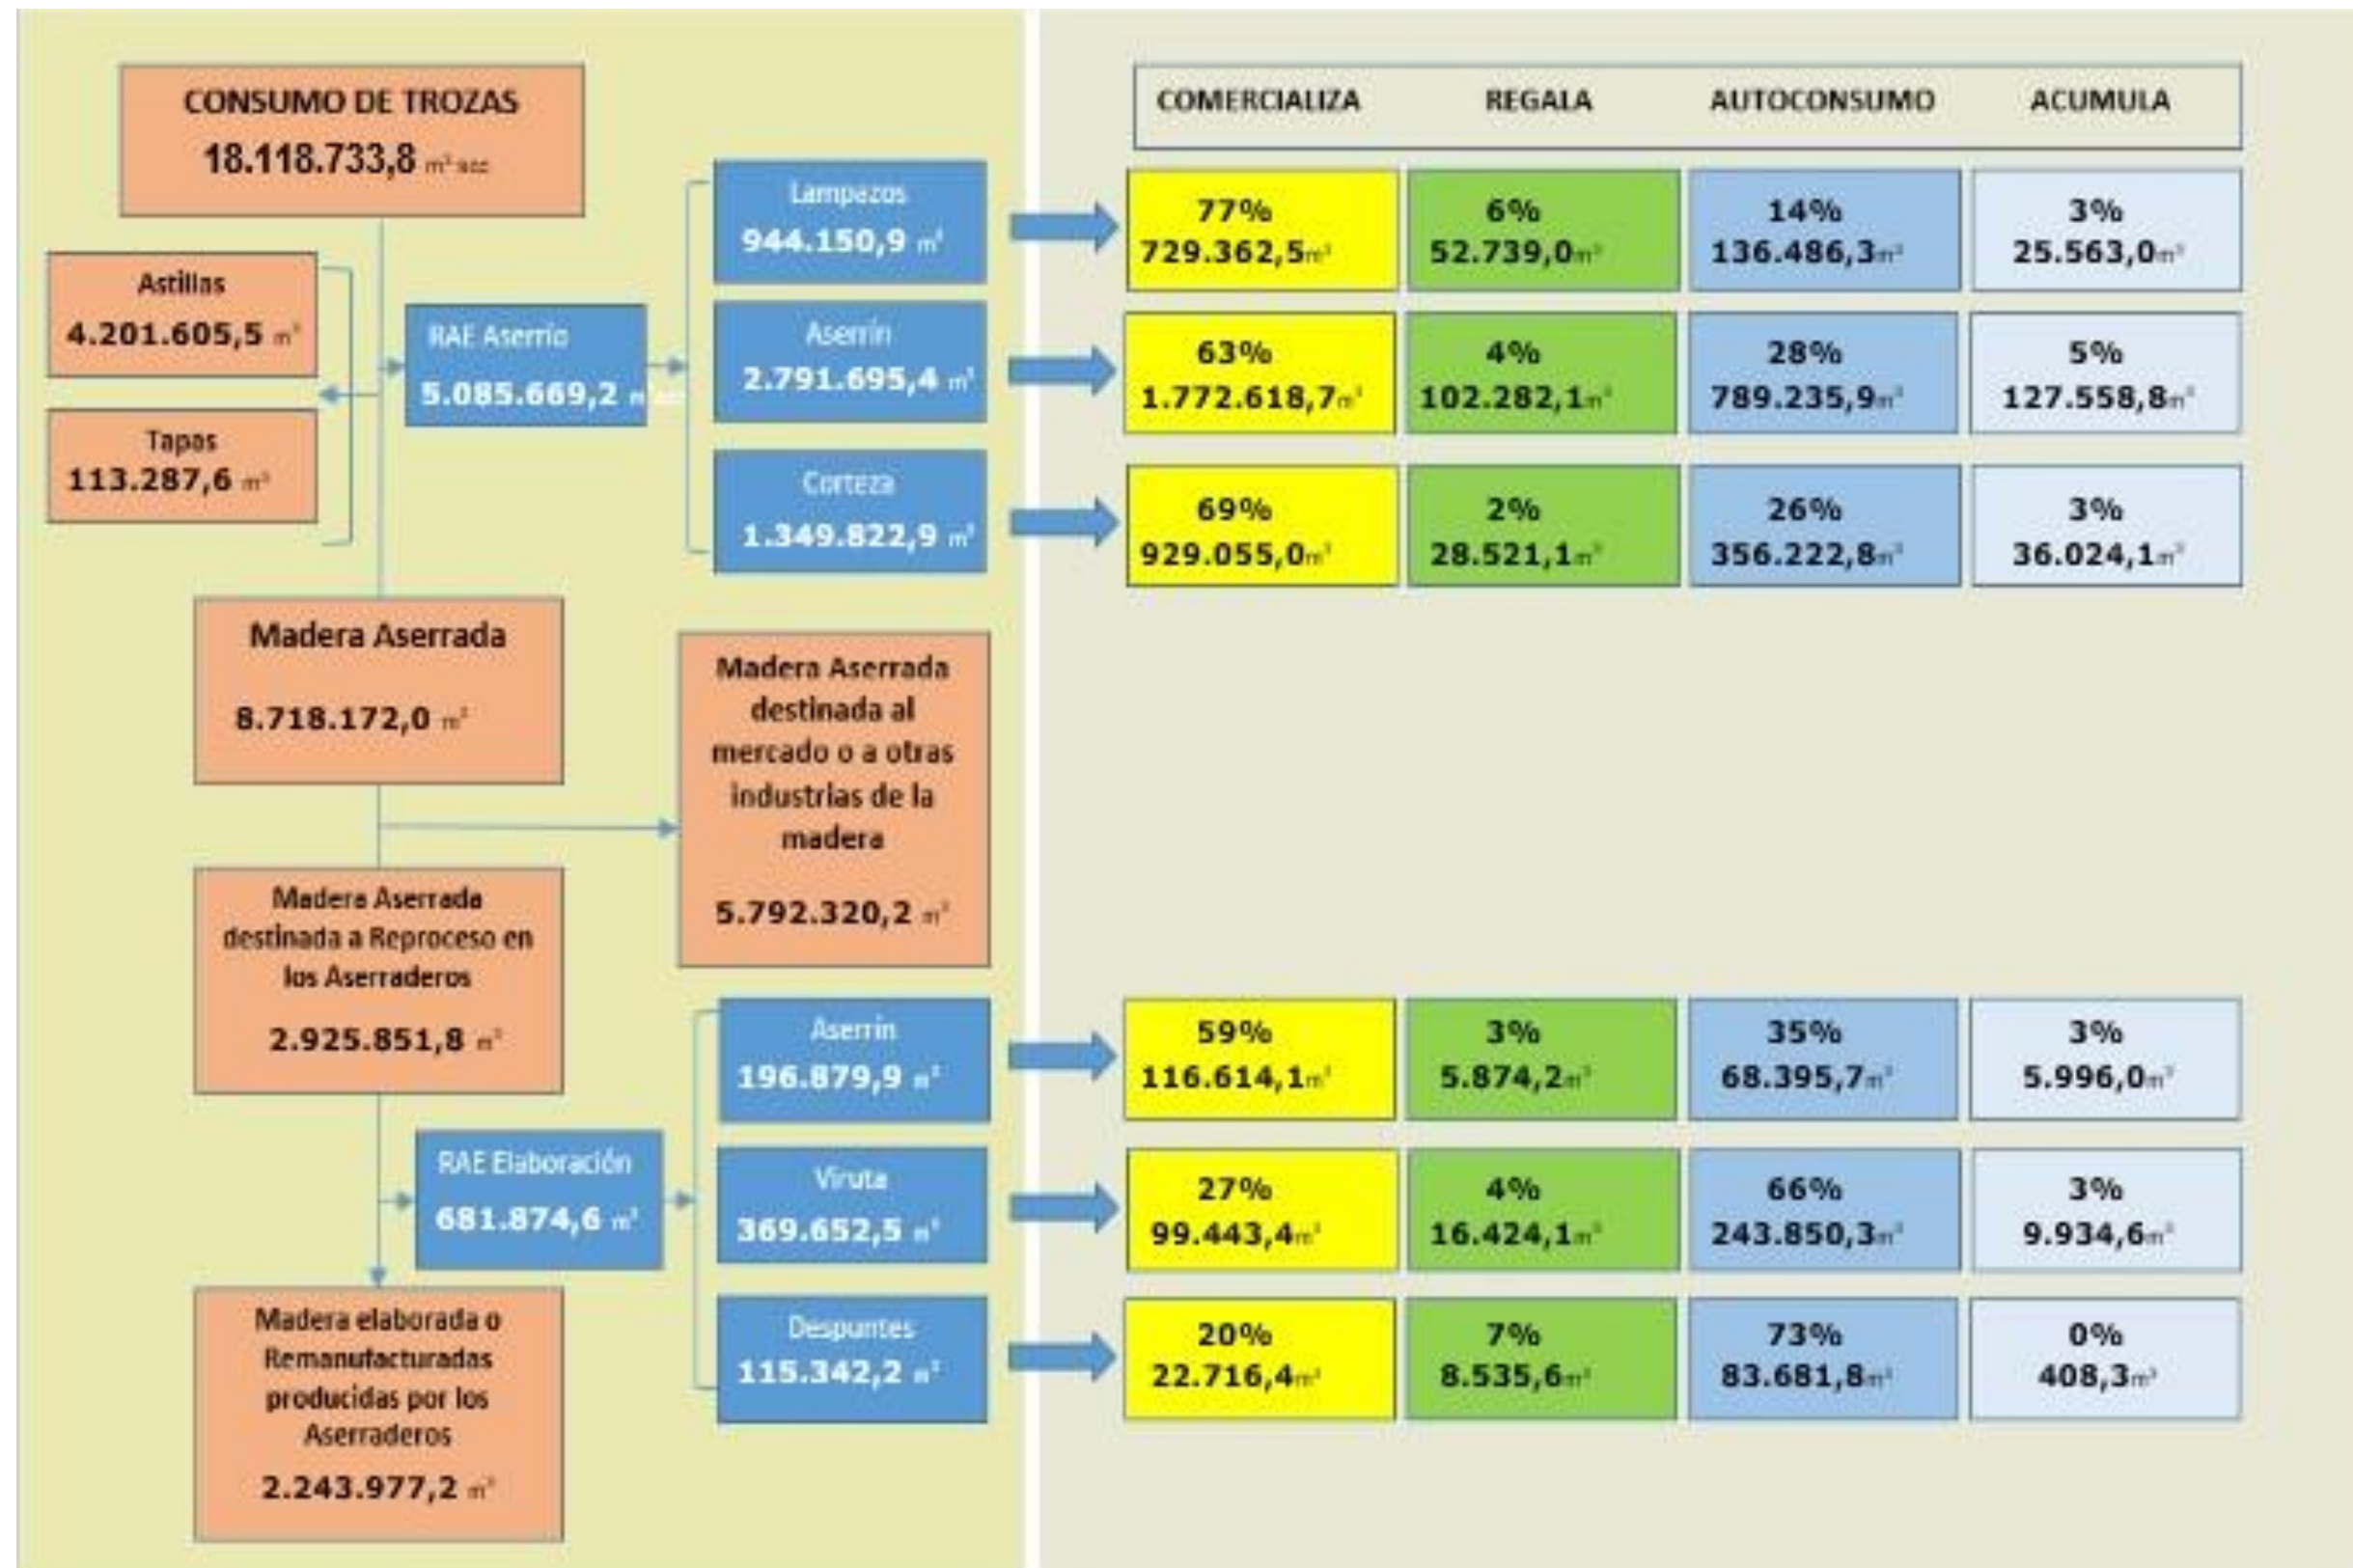 CONSUMO DE TROZAS
18.118.733,8 m³ scc
Astillas
4.201.605,5 m³
Tapas
113.287,6 m³
RAE Aserrío
5.085.669,2
Lampazos
944.150,9 m³
Aserrín
2.791.695,4 m³
Corteza
1.349.822,9 m³
Madera Aserrada
8.718.172,0 m³
Madera Aserrada
destinada al
mercado o a otras
industrias de la
madera
5.792.320,2 m³
Madera Aserrada
destinada a Reproceso en
los Aserraderos
2.925.851,8 m³
RAE Elaboración
681.874,6 m³
Aserrín
196.879,9 m³
Viruta
369.652,5 m³
Despuntes
115.342,2 m³
Madera elaborada o
Remanufacturadas
producidas por los
Aserraderos
2.243.977,2 m³
COMERCIALIZA REGALA AUTOCONSUMO ACUMULA
77% 6% 14% 3%
729.362,5m³ 52.739,0m³ 136.486,3m³ 25.563,0m³
63% 4% 28% 5%
1.772.618,7m³ 102.282,1m³ 789.235,9m³ 127.558,8m³
69% 2% 26% 3%
929.055,0m³ 28.521,1m³ 356.222,8m³ 36.024,1m³
59% 3% 35% 3%
116.614,1m³ 5.874,2m³ 68.395,7m³ 5.996,0m³
27% 4% 66% 3%
99.443,4m³ 16.424,1m³ 243.850,3m³ 9.934,6m³
20% 7% 73% 0%
22.716,4m³ 8.535,6m³ 83.681,8m³ 408,3m³